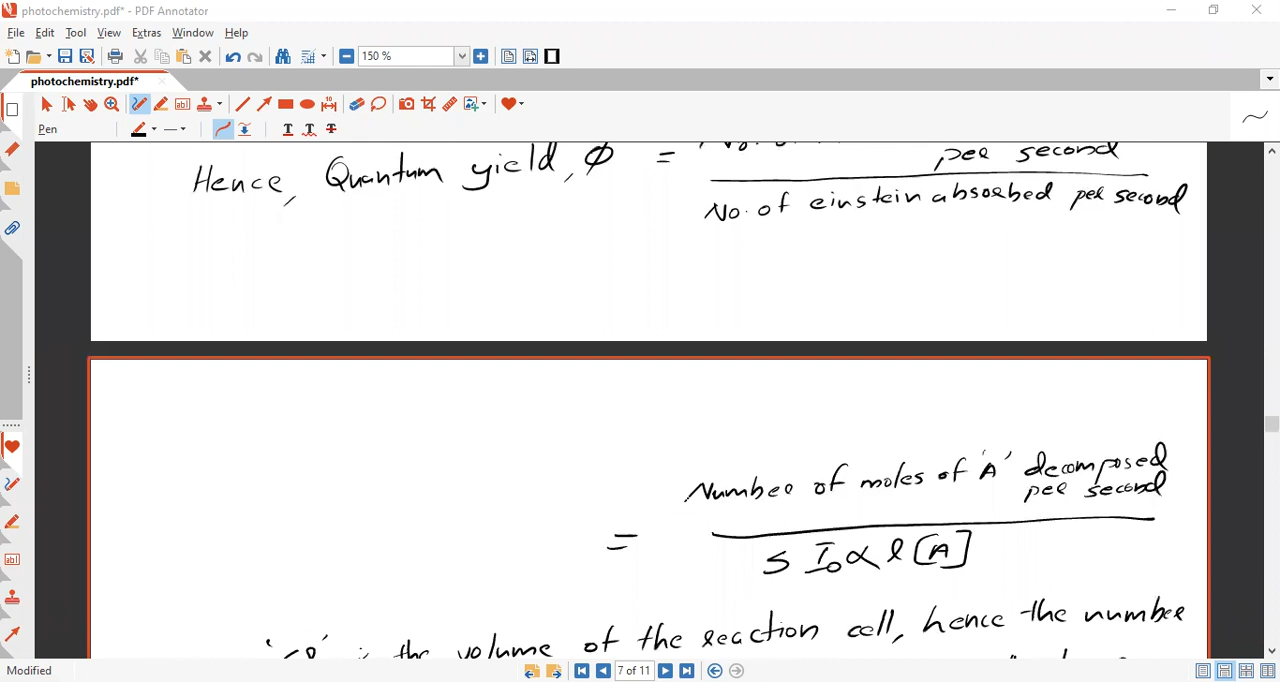 photochemistry.pdf* - PDF Annotator
File Edit Tool View Extras Window Help
150 %
photochemistry.pdf*
Pen
per second
Hence, Quantum yield, ϕ =
No. of einstein absorbed per second
Number of moles of 'A' decomposed
per second
=
S I₀ α l [A]
is the volume of the reaction cell, hence the number
Modified
7 of 11